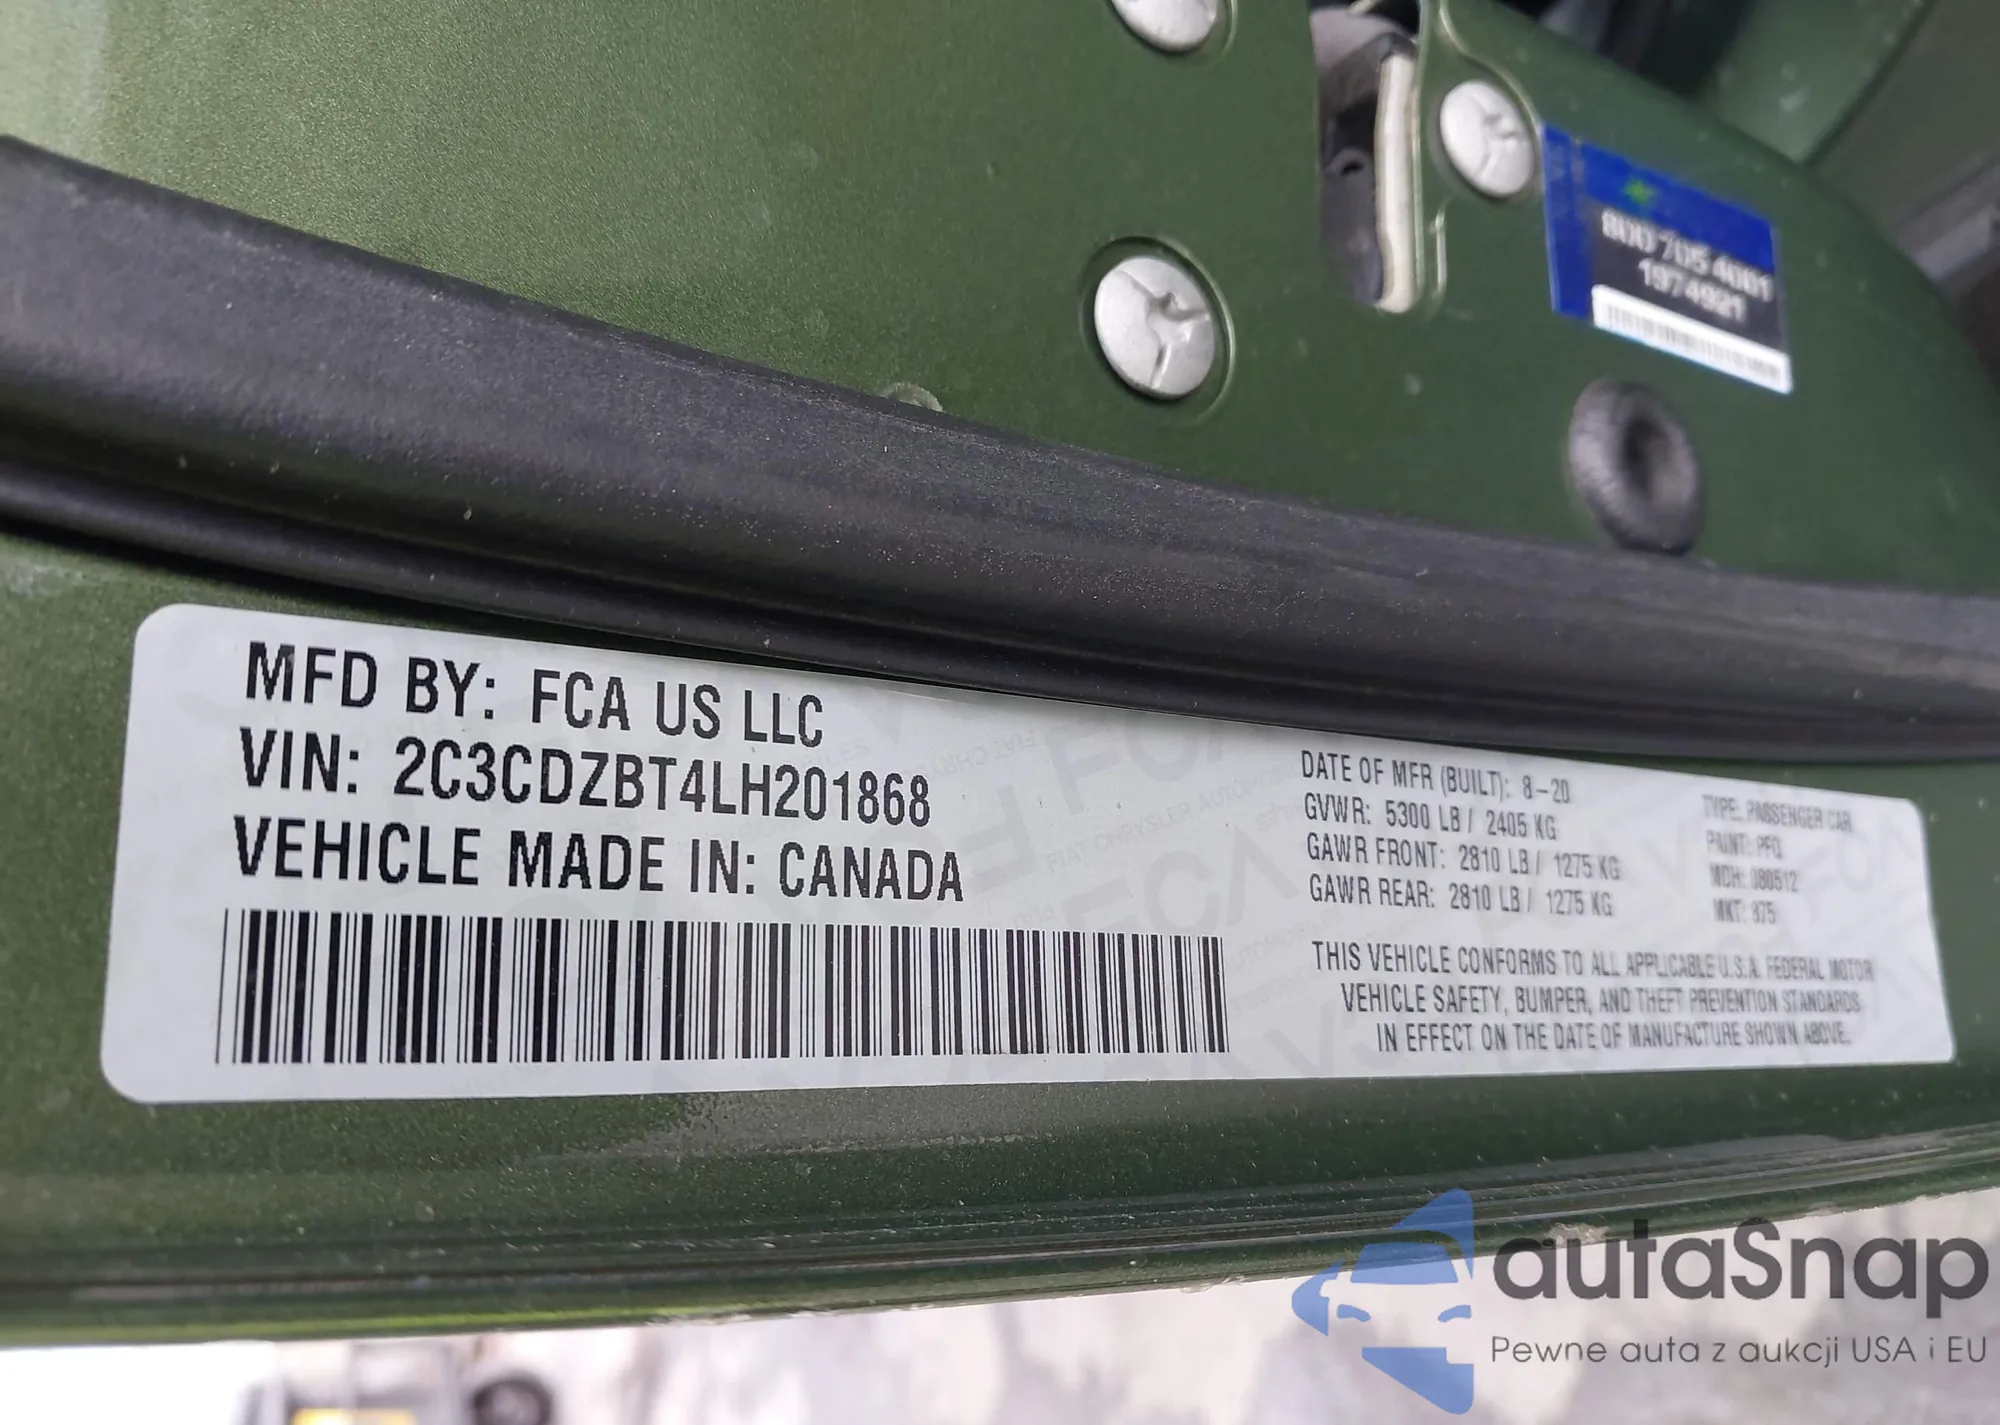 8007054001
1974921
MFD BY: FCA US LLC
VIN: 2C3CDZBT4LH201868
VEHICLE MADE IN: CANADA
DATE OF MFR (BUILT): 8-20
GVWR: 5300 LB / 2405 KG
GAWR FRONT: 2810 LB / 1275 KG
GAWR REAR: 2810 LB / 1275 KG
TYPE: PASSENGER CAR
PAINT: PFQ
MDH: 080512
MKT:
THIS VEHICLE CONFORMS TO ALL APPLICABLE U.S.A. FEDERAL MOTOR
VEHICLE SAFETY, BUMPER, AND THEFT PREVENTION STANDARDS
IN EFFECT ON THE DATE OF MANUFACTURE SHOWN ABOVE.
autaSnap
Pewne auta z aukcji USA i EU